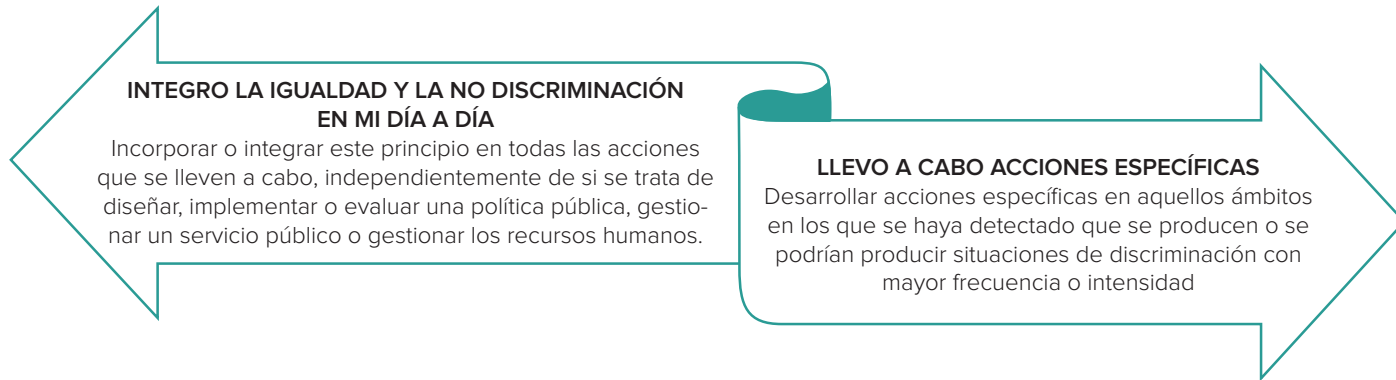 INTEGRO LA IGUALDAD Y LA NO DISCRIMINACIÓN
EN MI DÍA A DÍA
Incorporar o integrar este principio en todas las acciones
que se lleven a cabo, independientemente de si se trata de
diseñar, implementar o evaluar una política pública, gestio-
nar un servicio público o gestionar los recursos humanos.
LLEVO A CABO ACCIONES ESPECÍFICAS
Desarrollar acciones específicas en aquellos ámbitos
en los que se haya detectado que se producen o se
podrían producir situaciones de discriminación con
mayor frecuencia o intensidad